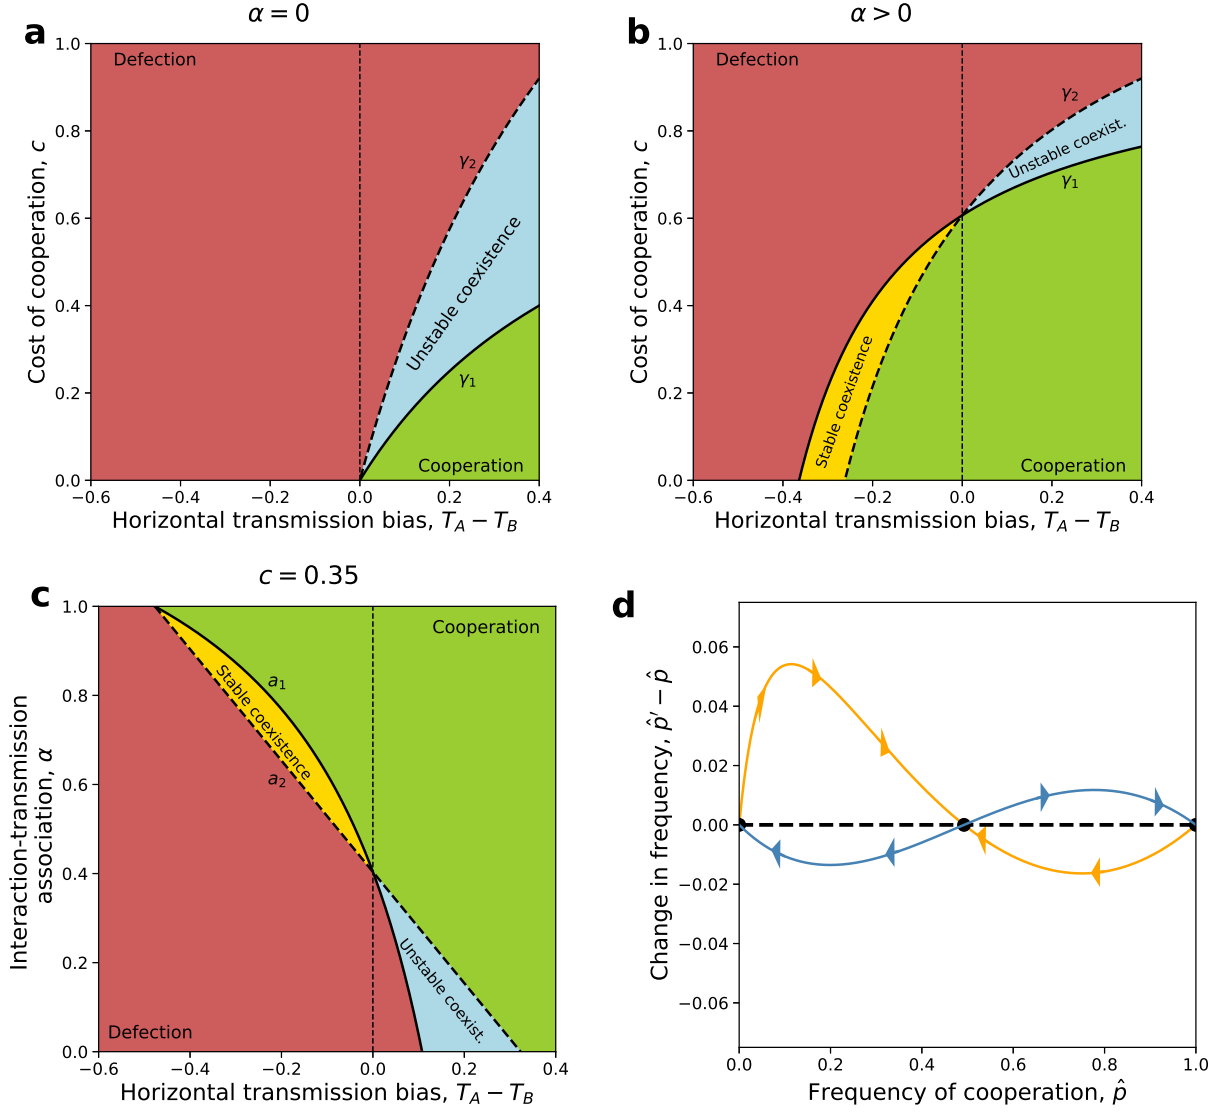 a
α = 0
1.0
0.8
0.6
0.4
0.2
0.0
Cost of cooperation, c
Defection
γ₂
Unstable coexistence
γ₁
Cooperation
−0.6
−0.4
−0.2
0.0
0.2
0.4
Horizontal transmission bias, T_A − T_B
b
α > 0
1.0
0.8
0.6
0.4
0.2
0.0
Cost of cooperation, c
Defection
γ₂
Unstable coexist.
γ₁
Stable coexistence
Cooperation
−0.6
−0.4
−0.2
0.0
0.2
0.4
Horizontal transmission bias, T_A − T_B
c
c = 0.35
1.0
0.8
0.6
0.4
0.2
0.0
Interaction-transmission
association, α
Cooperation
a₁
Stable coexistence
a₂
Unstable coexist.
Defection
−0.6
−0.4
−0.2
0.0
0.2
0.4
Horizontal transmission bias, T_A − T_B
d
0.06
0.04
0.02
0.00
−0.02
−0.04
−0.06
Change in frequency, p̂′ − p̂
0.0
0.2
0.4
0.6
0.8
1.0
Frequency of cooperation, p̂